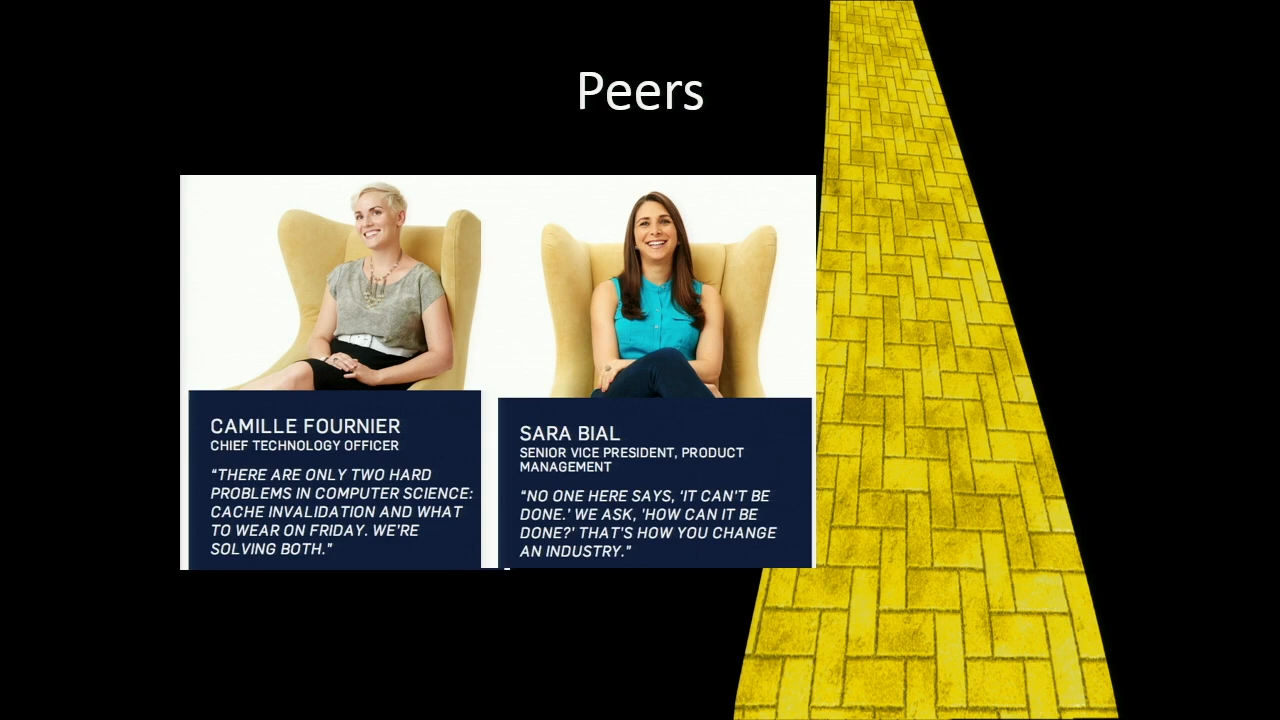 Peers
CAMILLE FOURNIER
CHIEF TECHNOLOGY OFFICER
“THERE ARE ONLY TWO HARD
PROBLEMS IN COMPUTER SCIENCE:
CACHE INVALIDATION AND WHAT
TO WEAR ON FRIDAY. WE'RE
SOLVING BOTH.”
SARA BIAL
SENIOR VICE PRESIDENT, PRODUCT
MANAGEMENT
“NO ONE HERE SAYS, ‘IT CAN'T BE
DONE.’ WE ASK, ‘HOW CAN IT BE
DONE?’ THAT'S HOW YOU CHANGE
AN INDUSTRY.”